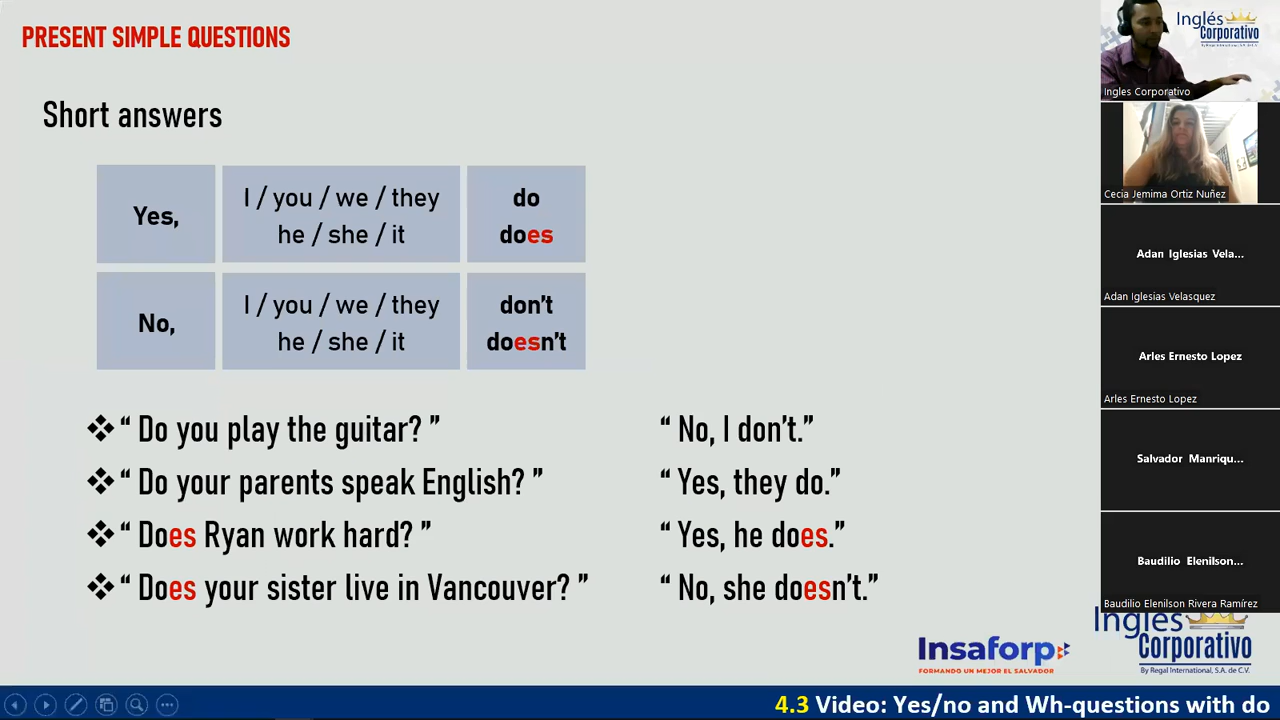 PRESENT SIMPLE QUESTIONS
Short answers
Yes,
I / you / we / they
he / she / it
do
does
No,
I / you / we / they
he / she / it
don't
doesn't
❖ “ Do you play the guitar? ”
“ No, I don't.”
❖ “ Do your parents speak English? ”
“ Yes, they do.”
❖ “ Does Ryan work hard? ”
“ Yes, he does.”
❖ “ Does your sister live in Vancouver? ”
“ No, she doesn't.”
Insaforp
FORMANDO UN MEJOR EL SALVADOR
Inglés
Corporativo
By Regal International, S.A. de C.V.
4.3 Video: Yes/no and Wh-questions with do
Inglés
Corporativo
By Regal International, S.A. de C.V.
Ingles Corporativo
Cecia Jemima Ortiz Nuñez
Adan Iglesias Vela...
Adan Iglesias Velasquez
Arles Ernesto Lopez
Arles Ernesto Lopez
Salvador Manriqu...
Baudilio Elenilson...
Baudilio Elenilson Rivera Ramírez